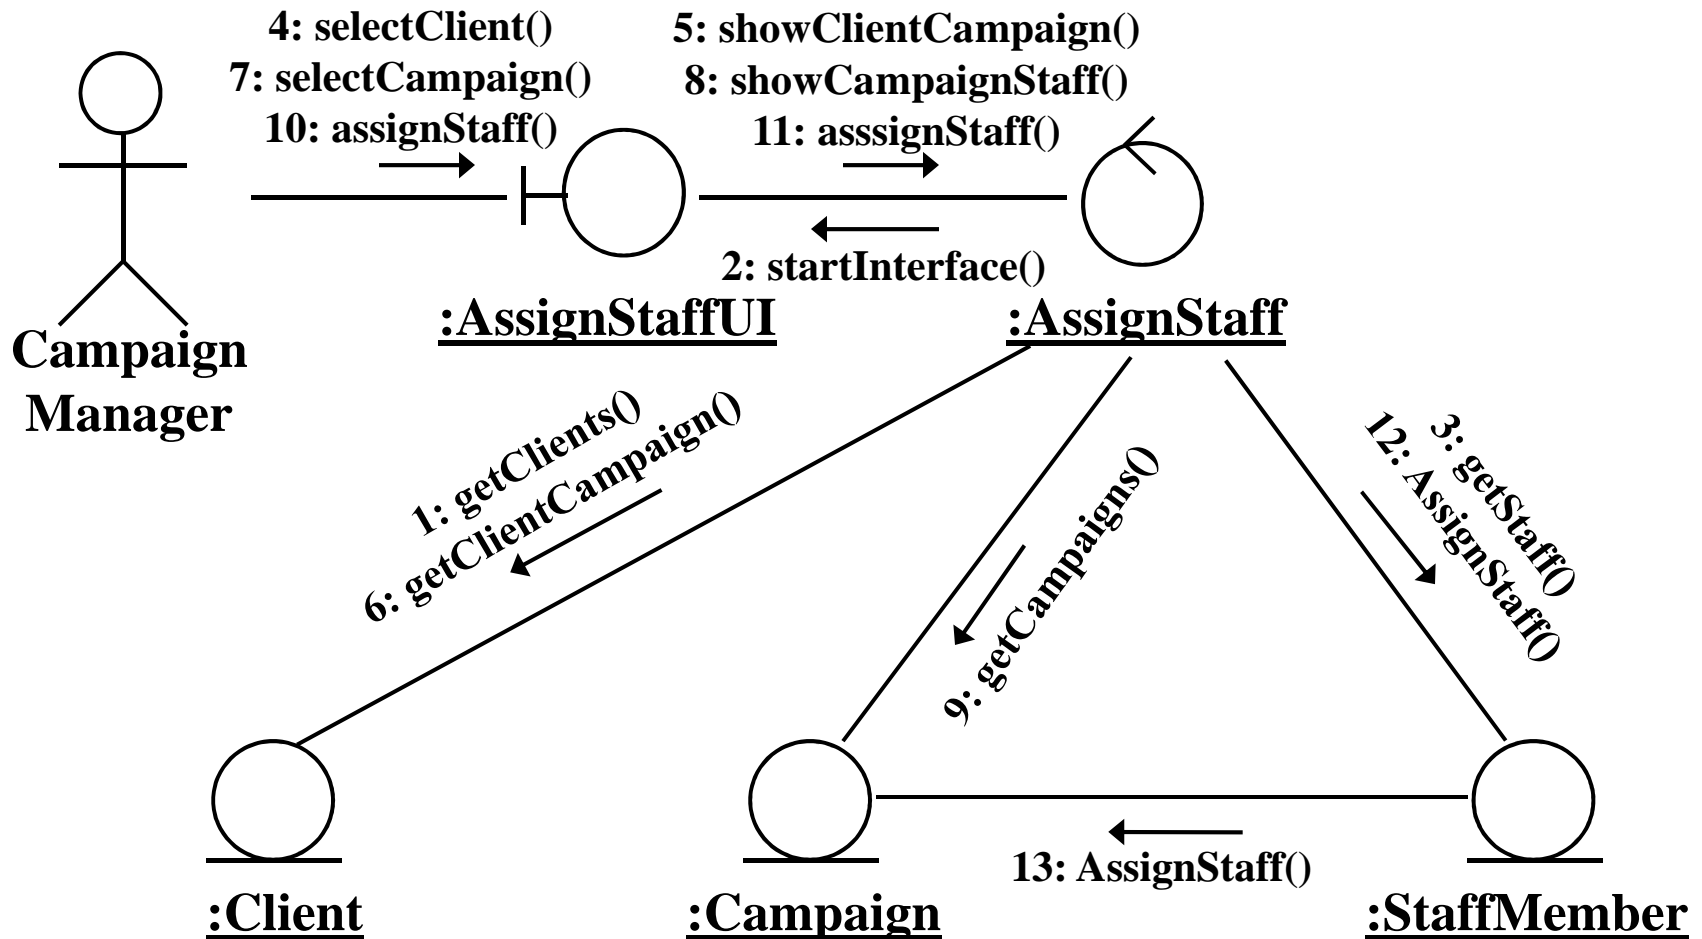 4: selectClient()
7: selectCampaign()
10: assignStaff()
5: showClientCampaign()
8: showCampaignStaff()
11: asssignStaff()
2: startInterface()
:AssignStaffUI
:AssignStaff
Campaign
Manager
1: getClients()
6: getClientCampaign()
9: getCampaigns()
3: getStaff()
12: AssignStaff()
13: AssignStaff()
:Client
:Campaign
:StaffMember